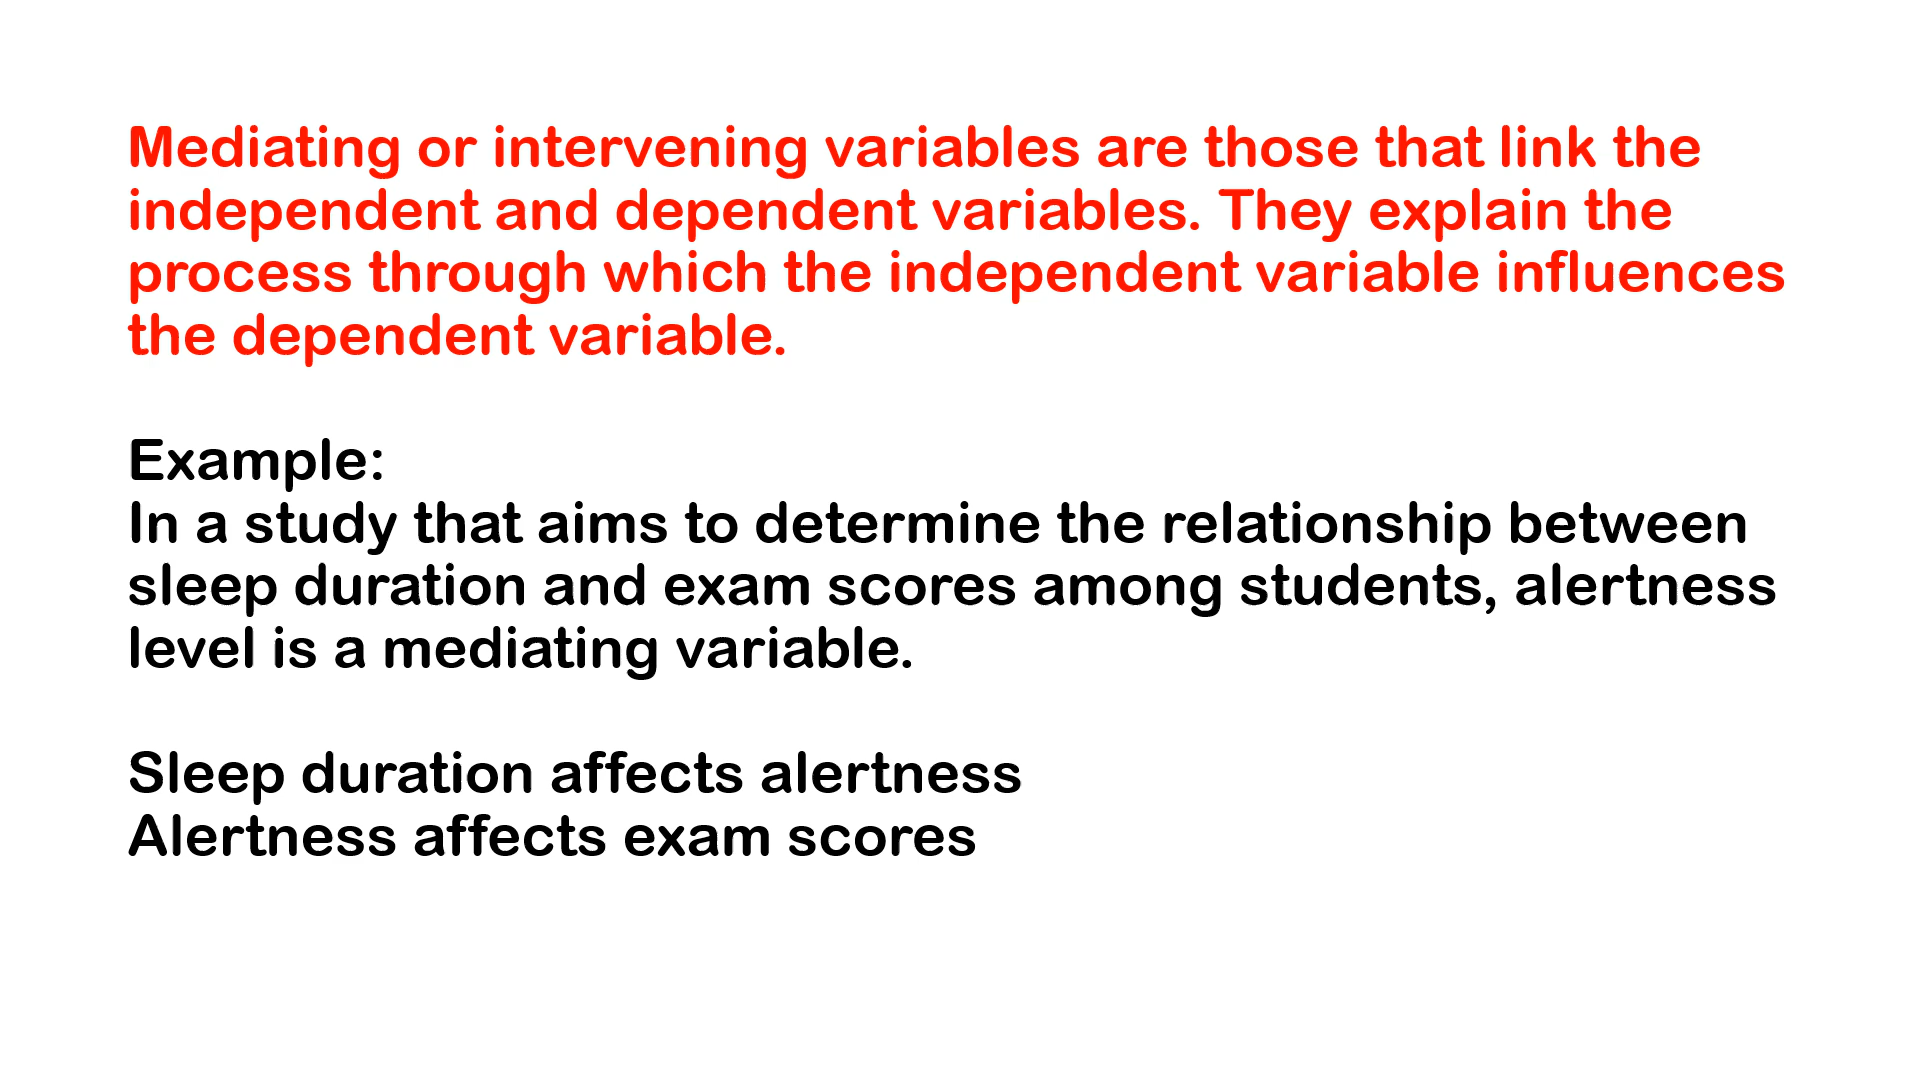 Mediating or intervening variables are those that link the
independent and dependent variables. They explain the
process through which the independent variable influences
the dependent variable.
Example:
In a study that aims to determine the relationship between
sleep duration and exam scores among students, alertness
level is a mediating variable.
Sleep duration affects alertness
Alertness affects exam scores